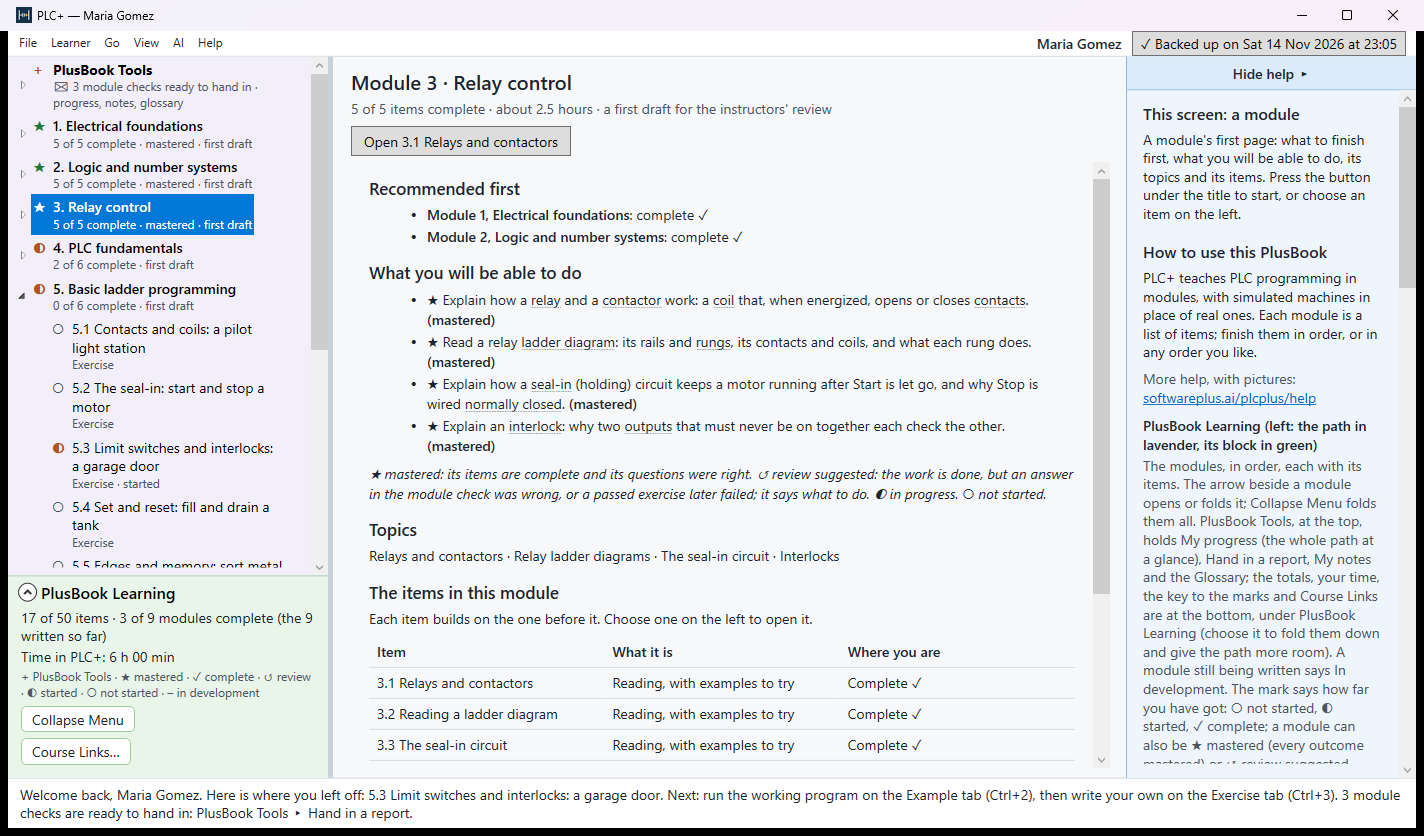 PLC+ — Maria Gomez
File Learner Go View AI Help
Maria Gomez
✓ Backed up on Sat 14 Nov 2026 at 23:05
+ PlusBook Tools
✉ 3 module checks ready to hand in ·
progress, notes, glossary
★ 1. Electrical foundations
5 of 5 complete · mastered · first draft
★ 2. Logic and number systems
5 of 5 complete · mastered · first draft
★ 3. Relay control
5 of 5 complete · mastered · first draft
◐ 4. PLC fundamentals
2 of 6 complete · first draft
◐ 5. Basic ladder programming
0 of 6 complete · first draft
○ 5.1 Contacts and coils: a pilot
light station
Exercise
○ 5.2 The seal-in: start and stop a
motor
Exercise
◐ 5.3 Limit switches and interlocks:
a garage door
Exercise · started
○ 5.4 Set and reset: fill and drain a
tank
Exercise
○ 5.5 Edges and memory: sort metal
PlusBook Learning
17 of 50 items · 3 of 9 modules complete (the 9
written so far)
Time in PLC+: 6 h 00 min
+ PlusBook Tools · ★ mastered · ✓ complete · ↺ review
· ◐ started · ○ not started · – in development
Collapse Menu
Course Links...
Module 3 · Relay control
5 of 5 items complete · about 2.5 hours · a first draft for the instructors' review
Open 3.1 Relays and contactors
Recommended first
• Module 1, Electrical foundations: complete ✓
• Module 2, Logic and number systems: complete ✓
What you will be able to do
• ★ Explain how a relay and a contactor work: a coil that, when energized, opens or closes contacts.
(mastered)
• ★ Read a relay ladder diagram: its rails and rungs, its contacts and coils, and what each rung does.
(mastered)
• ★ Explain how a seal-in (holding) circuit keeps a motor running after Start is let go, and why Stop is
wired normally closed. (mastered)
• ★ Explain an interlock: why two outputs that must never be on together each check the other.
(mastered)
★ mastered: its items are complete and its questions were right. ↺ review suggested: the work is done, but an answer
in the module check was wrong, or a passed exercise later failed; it says what to do. ◐ in progress. ○ not started.
Topics
Relays and contactors · Relay ladder diagrams · The seal-in circuit · Interlocks
The items in this module
Each item builds on the one before it. Choose one on the left to open it.
Item What it is Where you are
3.1 Relays and contactors Reading, with examples to try Complete ✓
3.2 Reading a ladder diagram Reading, with examples to try Complete ✓
3.3 The seal-in circuit Reading, with examples to try Complete ✓
Hide help ▸
This screen: a module
A module's first page: what to finish
first, what you will be able to do, its
topics and its items. Press the button
under the title to start, or choose an
item on the left.
How to use this PlusBook
PLC+ teaches PLC programming in
modules, with simulated machines in
place of real ones. Each module is a
list of items; finish them in order, or in
any order you like.
More help, with pictures:
softwareplus.ai/plcplus/help
PlusBook Learning (left: the path in
lavender, its block in green)
The modules, in order, each with its
items. The arrow beside a module
opens or folds it; Collapse Menu folds
them all. PlusBook Tools, at the top,
holds My progress (the whole path at
a glance), Hand in a report, My notes
and the Glossary; the totals, your time,
the key to the marks and Course Links
are at the bottom, under PlusBook
Learning (choose it to fold them down
and give the path more room). A
module still being written says In
development. The mark says how far
you have got: ○ not started, ◐
started, ✓ complete; a module can
also be ★ mastered (every outcome
mastered) or ↺ review suggested
Welcome back, Maria Gomez. Here is where you left off: 5.3 Limit switches and interlocks: a garage door. Next: run the working program on the Example tab (Ctrl+2), then write your own on the Exercise tab (Ctrl+3). 3 module
checks are ready to hand in: PlusBook Tools ▸ Hand in a report.